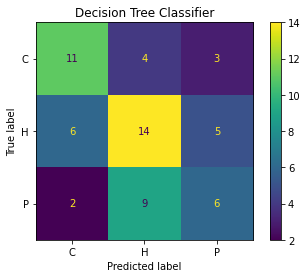 Decision Tree Classifier
14
12
10
8
6
4
2
True label
C
11
4
3
H
6
14
5
P
2
9
6
C
H
P
Predicted label